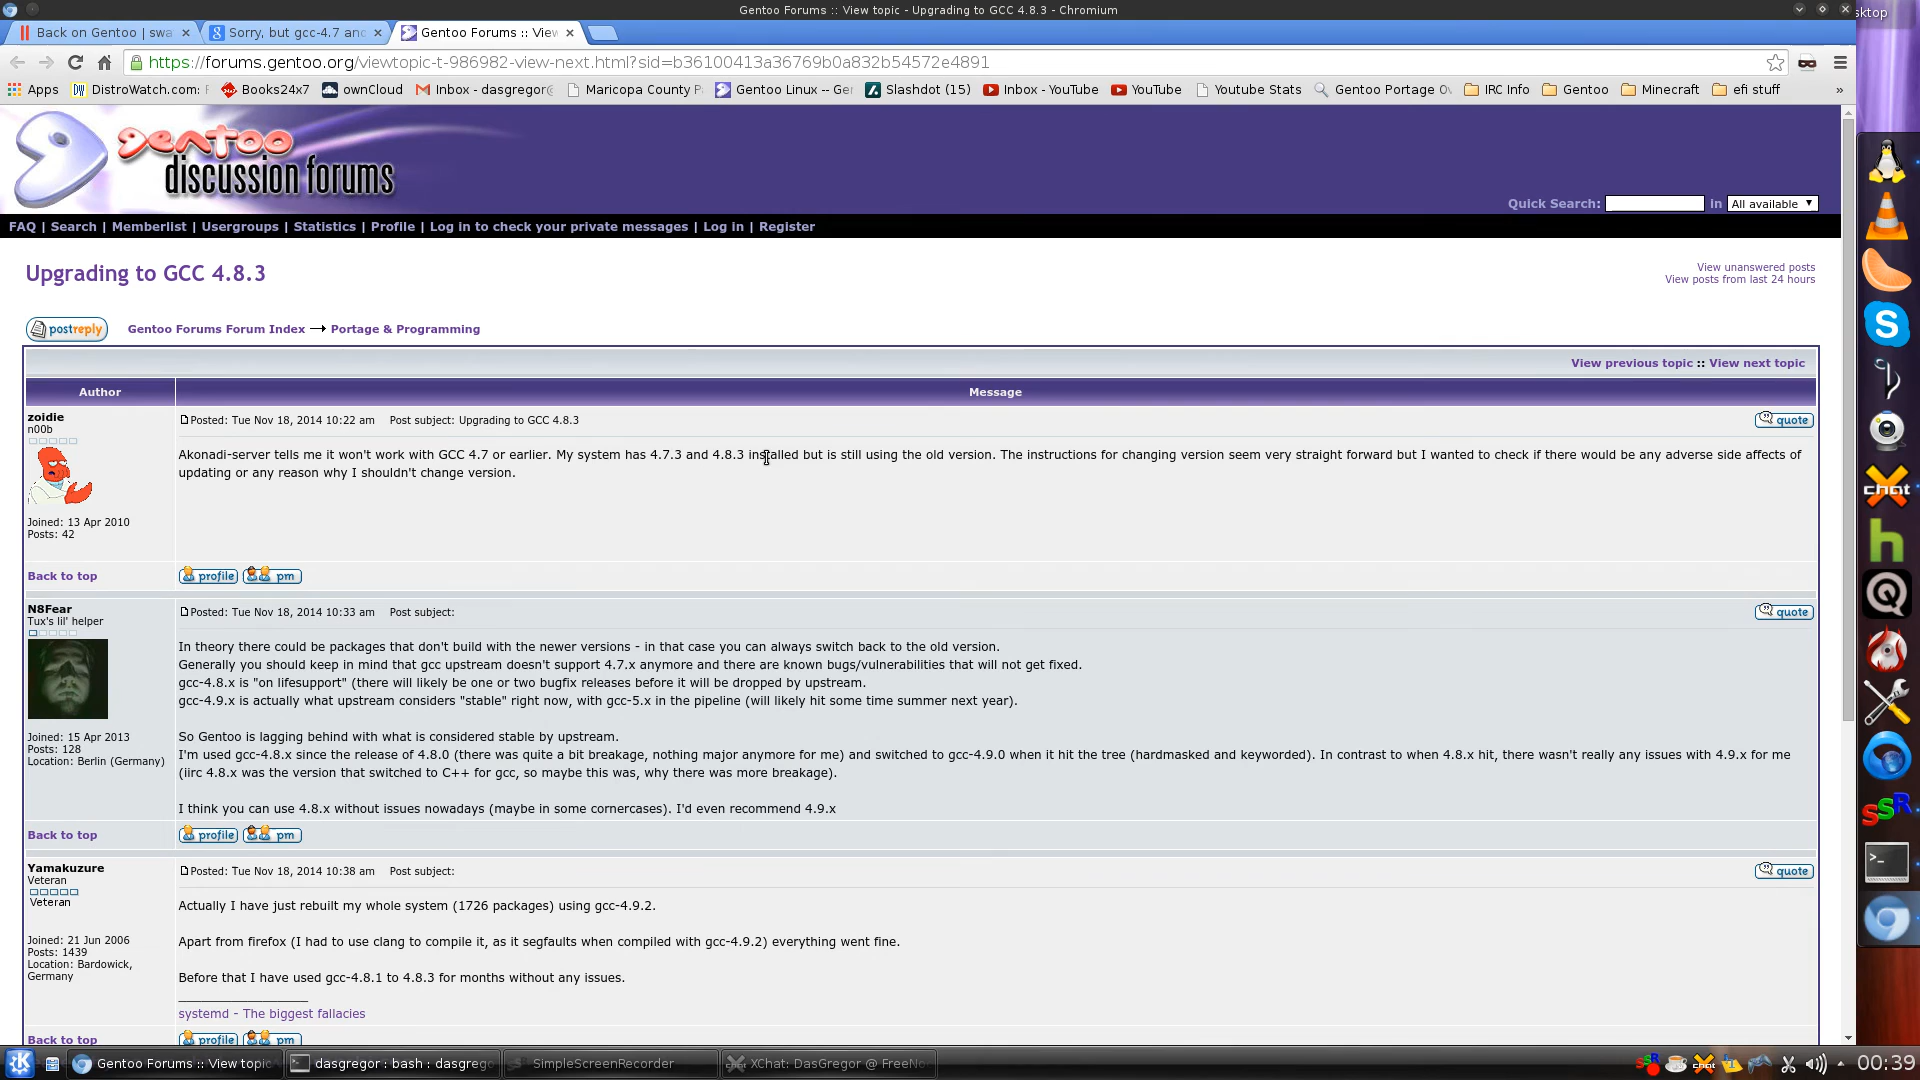 Gentoo Forums :: View topic - Upgrading to GCC 4.8.3 - Chromium
sktop
Back on Gentoo | swa
Sorry, but gcc-4.7 and
Gentoo Forums :: View
https://forums.gentoo.org/viewtopic-t-986982-view-next.html?sid=b36100413a36769b0a832b54572e4891
Apps
DistroWatch.com:
Books24x7
ownCloud
Inbox - dasgregor@
Maricopa County P
Gentoo Linux -- Ge
Slashdot (15)
Inbox - YouTube
YouTube
Youtube Stats
Gentoo Portage Ov
IRC Info
Gentoo
Minecraft
efi stuff
»
gentoo
discussion forums
Quick Search:
in
All available
FAQ | Search | Memberlist | Usergroups | Statistics | Profile | Log in to check your private messages | Log in | Register
Upgrading to GCC 4.8.3
View unanswered posts
View posts from last 24 hours
postreply
Gentoo Forums Forum Index → Portage & Programming
View previous topic :: View next topic
Author
Message
zoidie
n00b
Joined: 13 Apr 2010
Posts: 42
Posted: Tue Nov 18, 2014 10:22 am Post subject: Upgrading to GCC 4.8.3
quote
Akonadi-server tells me it won't work with GCC 4.7 or earlier. My system has 4.7.3 and 4.8.3 installed but is still using the old version. The instructions for changing version seem very straight forward but I wanted to check if there would be any adverse side affects of
updating or any reason why I shouldn't change version.
Back to top
profile
pm
N8Fear
Tux's lil' helper
Joined: 15 Apr 2013
Posts: 128
Location: Berlin (Germany)
Posted: Tue Nov 18, 2014 10:33 am Post subject:
quote
In theory there could be packages that don't build with the newer versions - in that case you can always switch back to the old version.
Generally you should keep in mind that gcc upstream doesn't support 4.7.x anymore and there are known bugs/vulnerabilities that will not get fixed.
gcc-4.8.x is "on lifesupport" (there will likely be one or two bugfix releases before it will be dropped by upstream.
gcc-4.9.x is actually what upstream considers "stable" right now, with gcc-5.x in the pipeline (will likely hit some time summer next year).
So Gentoo is lagging behind with what is considered stable by upstream.
I'm used gcc-4.8.x since the release of 4.8.0 (there was quite a bit breakage, nothing major anymore for me) and switched to gcc-4.9.0 when it hit the tree (hardmasked and keyworded). In contrast to when 4.8.x hit, there wasn't really any issues with 4.9.x for me
(iirc 4.8.x was the version that switched to C++ for gcc, so maybe this was, why there was more breakage).
I think you can use 4.8.x without issues nowadays (maybe in some cornercases). I'd even recommend 4.9.x
Back to top
profile
pm
Yamakuzure
Veteran
Veteran
Joined: 21 Jun 2006
Posts: 1439
Location: Bardowick,
Germany
Posted: Tue Nov 18, 2014 10:38 am Post subject:
quote
Actually I have just rebuilt my whole system (1726 packages) using gcc-4.9.2.
Apart from firefox (I had to use clang to compile it, as it segfaults when compiled with gcc-4.9.2) everything went fine.
Before that I have used gcc-4.8.1 to 4.8.3 for months without any issues.
systemd - The biggest fallacies
Back to top
profile
pm
Gentoo Forums :: View topic
dasgregor : bash : dasgrego
SimpleScreenRecorder
XChat: DasGregor @ FreeNo
00:39